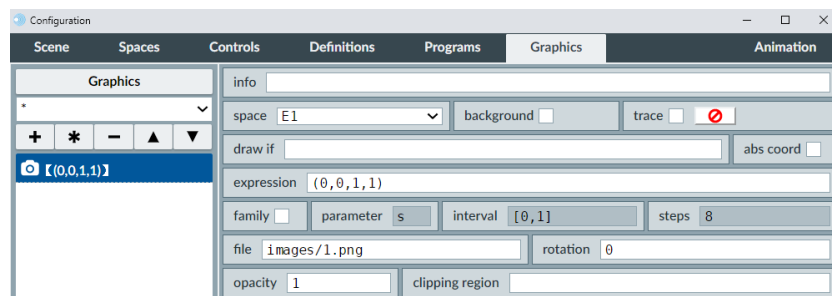 Configuration
Scene Spaces Controls Definitions Programs Graphics Animation
Graphics
info
*
space E1 background trace
+ * − ▲ ▼
draw if abs coord
【(0,0,1,1)】
expression (0,0,1,1)
family parameter s interval [0,1] steps 8
file images/1.png rotation 0
opacity 1 clipping region